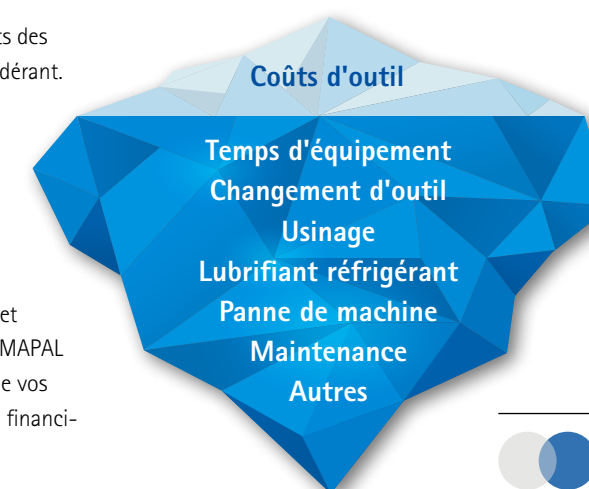 ts des
dérant.
Coûts d'outil
Temps d'équipement
Changement d'outil
Usinage
Lubrifiant réfrigérant
Panne de machine
Maintenance
Autres
et
MAPAL
e vos
financi-